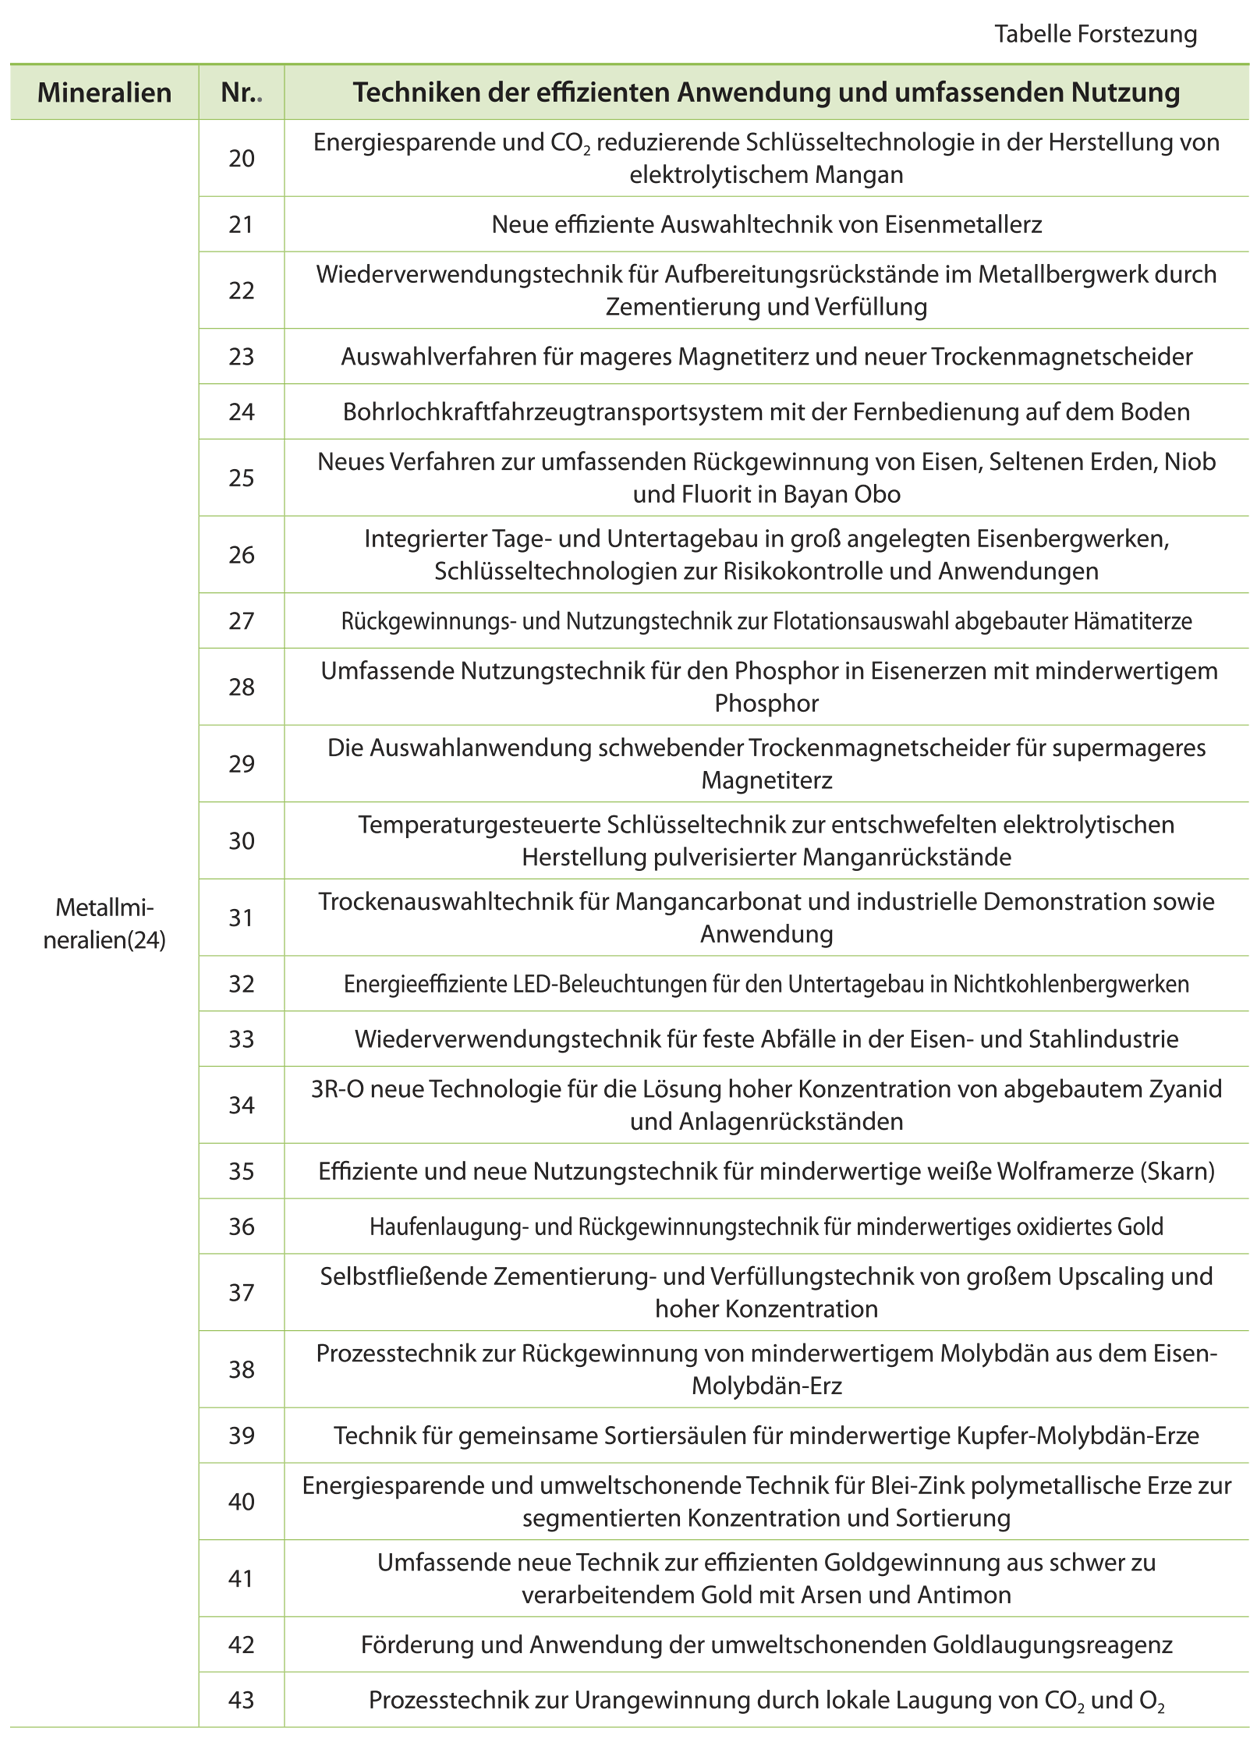 Tabelle Forstezung
Mineralien Nr.. Techniken der effizienten Anwendung und umfassenden Nutzung
Metallmi-
neralien(24)
20 Energiesparende und CO₂ reduzierende Schlüsseltechnologie in der Herstellung von
elektrolytischem Mangan
21 Neue effiziente Auswahltechnik von Eisenmetallerz
22 Wiederverwendungstechnik für Aufbereitungsrückstände im Metallbergwerk durch
Zementierung und Verfüllung
23 Auswahlverfahren für mageres Magnetiterz und neuer Trockenmagnetscheider
24 Bohrlochkraftfahrzeugtransportsystem mit der Fernbedienung auf dem Boden
25 Neues Verfahren zur umfassenden Rückgewinnung von Eisen, Seltenen Erden, Niob
und Fluorit in Bayan Obo
26 Integrierter Tage- und Untertagebau in groß angelegten Eisenbergwerken,
Schlüsseltechnologien zur Risikokontrolle und Anwendungen
27 Rückgewinnungs- und Nutzungstechnik zur Flotationsauswahl abgebauter Hämatiterze
28 Umfassende Nutzungstechnik für den Phosphor in Eisenerzen mit minderwertigem
Phosphor
29 Die Auswahlanwendung schwebender Trockenmagnetscheider für supermageres
Magnetiterz
30 Temperaturgesteuerte Schlüsseltechnik zur entschwefelten elektrolytischen
Herstellung pulverisierter Manganrückstände
31 Trockenauswahltechnik für Mangancarbonat und industrielle Demonstration sowie
Anwendung
32 Energieeffiziente LED-Beleuchtungen für den Untertagebau in Nichtkohlenbergwerken
33 Wiederverwendungstechnik für feste Abfälle in der Eisen- und Stahlindustrie
34 3R-O neue Technologie für die Lösung hoher Konzentration von abgebautem Zyanid
und Anlagenrückständen
35 Effiziente und neue Nutzungstechnik für minderwertige weiße Wolframerze (Skarn)
36 Haufenlaugung- und Rückgewinnungstechnik für minderwertiges oxidiertes Gold
37 Selbstfließende Zementierung- und Verfüllungstechnik von großem Upscaling und
hoher Konzentration
38 Prozesstechnik zur Rückgewinnung von minderwertigem Molybdän aus dem Eisen-
Molybdän-Erz
39 Technik für gemeinsame Sortiersäulen für minderwertige Kupfer-Molybdän-Erze
40 Energiesparende und umweltschonende Technik für Blei-Zink polymetallische Erze zur
segmentierten Konzentration und Sortierung
41 Umfassende neue Technik zur effizienten Goldgewinnung aus schwer zu
verarbeitendem Gold mit Arsen und Antimon
42 Förderung und Anwendung der umweltschonenden Goldlaugungsreagenz
43 Prozesstechnik zur Urangewinnung durch lokale Laugung von CO₂ und O₂